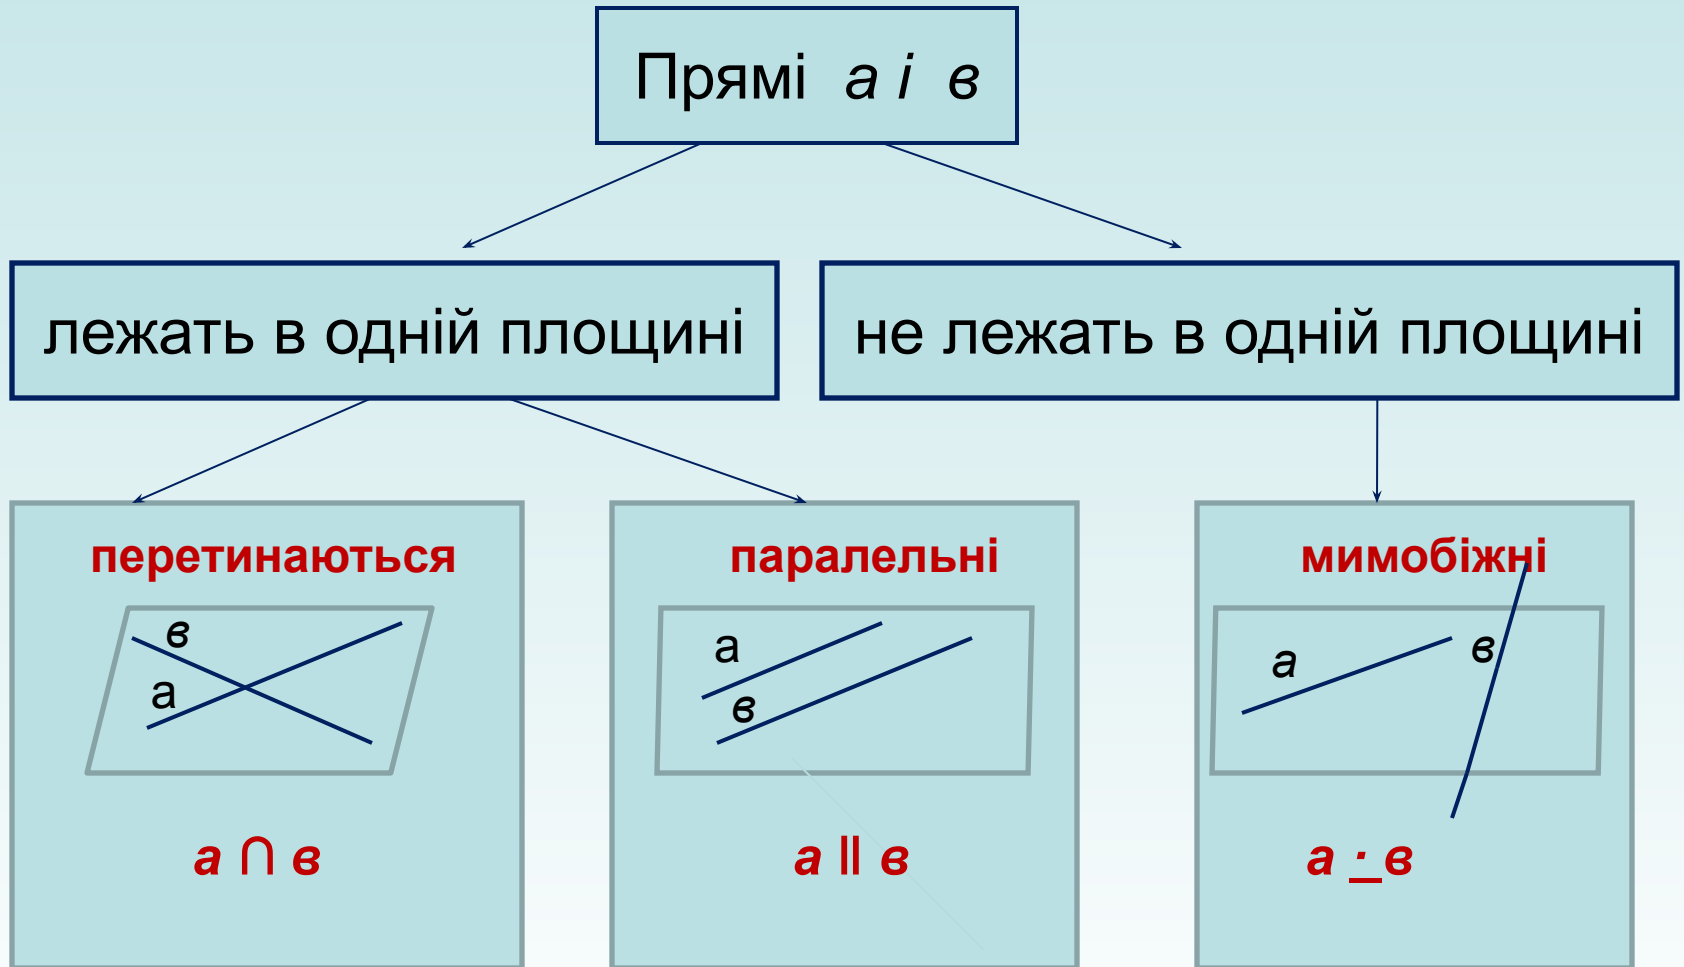 Прямі а і в
лежать в одній площині
не лежать в одній площині
перетинаються
в
а
а ∩ в
паралельні
а
в
а ǁ в
мимобіжні
а
в
а ∸ в